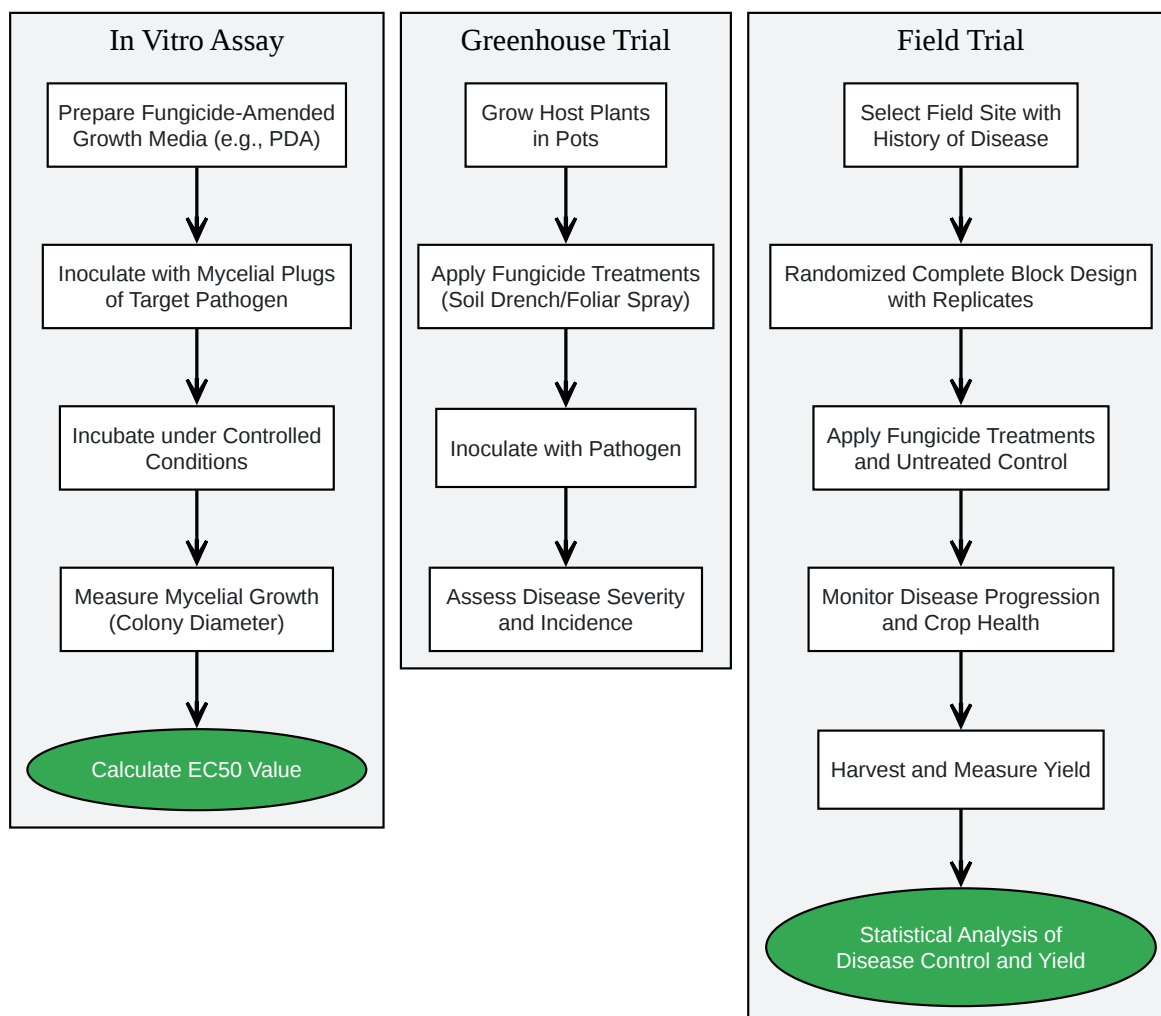 In Vitro Assay
Prepare Fungicide-Amended
Growth Media (e.g., PDA)
Inoculate with Mycelial Plugs
of Target Pathogen
Incubate under Controlled
Conditions
Measure Mycelial Growth
(Colony Diameter)
Calculate EC50 Value
Greenhouse Trial
Grow Host Plants
in Pots
Apply Fungicide Treatments
(Soil Drench/Foliar Spray)
Inoculate with Pathogen
Assess Disease Severity
and Incidence
Field Trial
Select Field Site with
History of Disease
Randomized Complete Block Design
with Replicates
Apply Fungicide Treatments
and Untreated Control
Monitor Disease Progression
and Crop Health
Harvest and Measure Yield
Statistical Analysis of
Disease Control and Yield